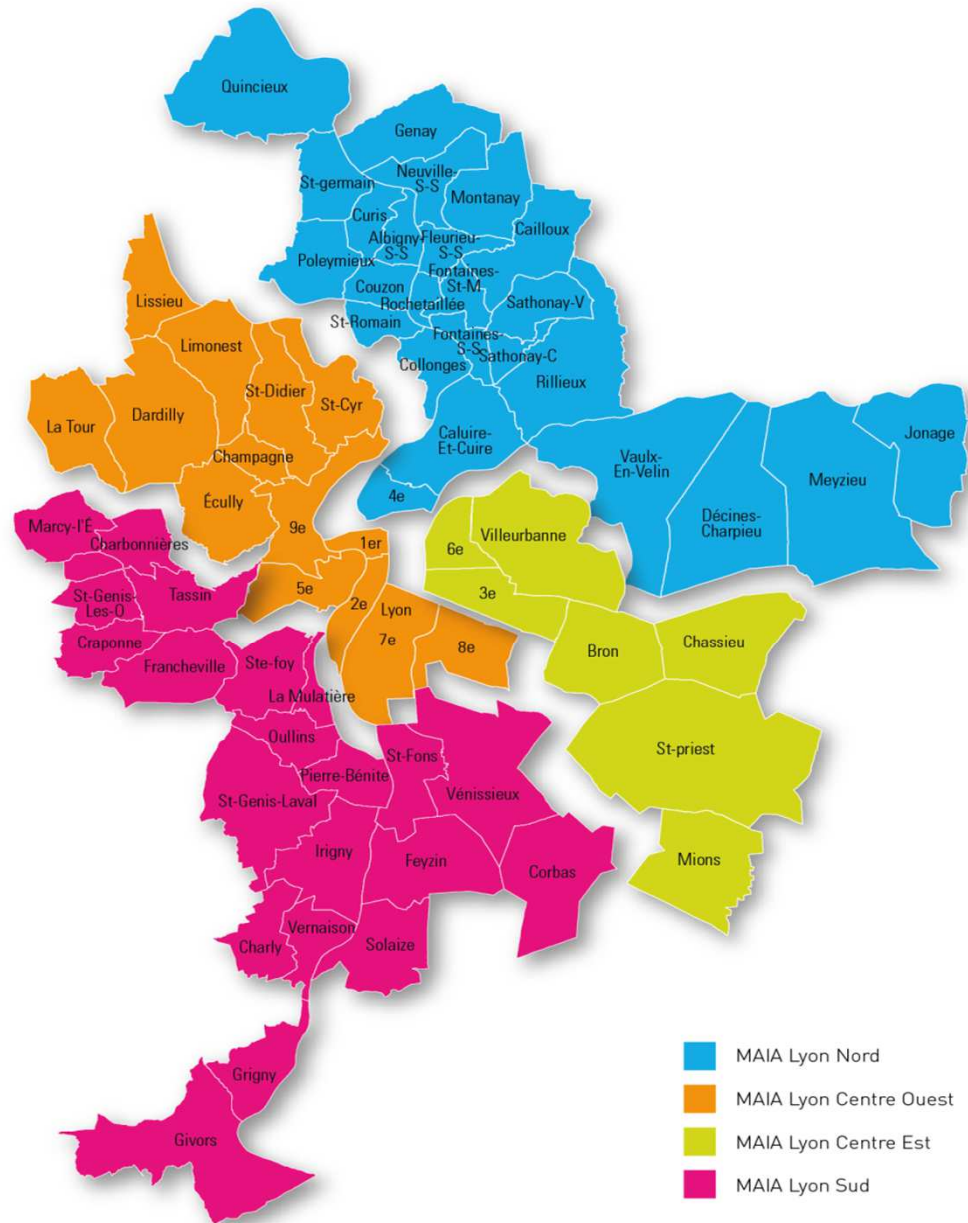 Quincieux
Genay
Neuville-
S-S
St-germain
Montanay
Curis
Cailloux
Albigny-
S-S
Fleurieu-
S-S
Poleymieux
Fontaines-
St-M
Couzon
Rochetaillée
Sathonay-V
St-Romain
Fontaines-
S-S
Sathonay-C
Collonges
Rillieux
Lissieu
Limonest
St-Didier
St-Cyr
La Tour
Dardilly
Champagne
Écully
Caluire-
Et-Cuire
4e
Vaulx-
En-Velin
Décines-
Charpieu
Meyzieu
Jonage
Marcy-l'É
Charbonnières
9e
1er
6e
Villeurbanne
St-Genis-
Les-O
Tassin
5e
2e
Lyon
3e
7e
8e
Craponne
Francheville
Ste-foy
La Mulatière
Bron
Chassieu
Oullins
Pierre-Bénite
St-Fons
St-priest
St-Genis-Laval
Vénissieux
Irigny
Feyzin
Corbas
Mions
Charly
Vernaison
Solaize
Grigny
Givors
MAIA Lyon Nord
MAIA Lyon Centre Ouest
MAIA Lyon Centre Est
MAIA Lyon Sud